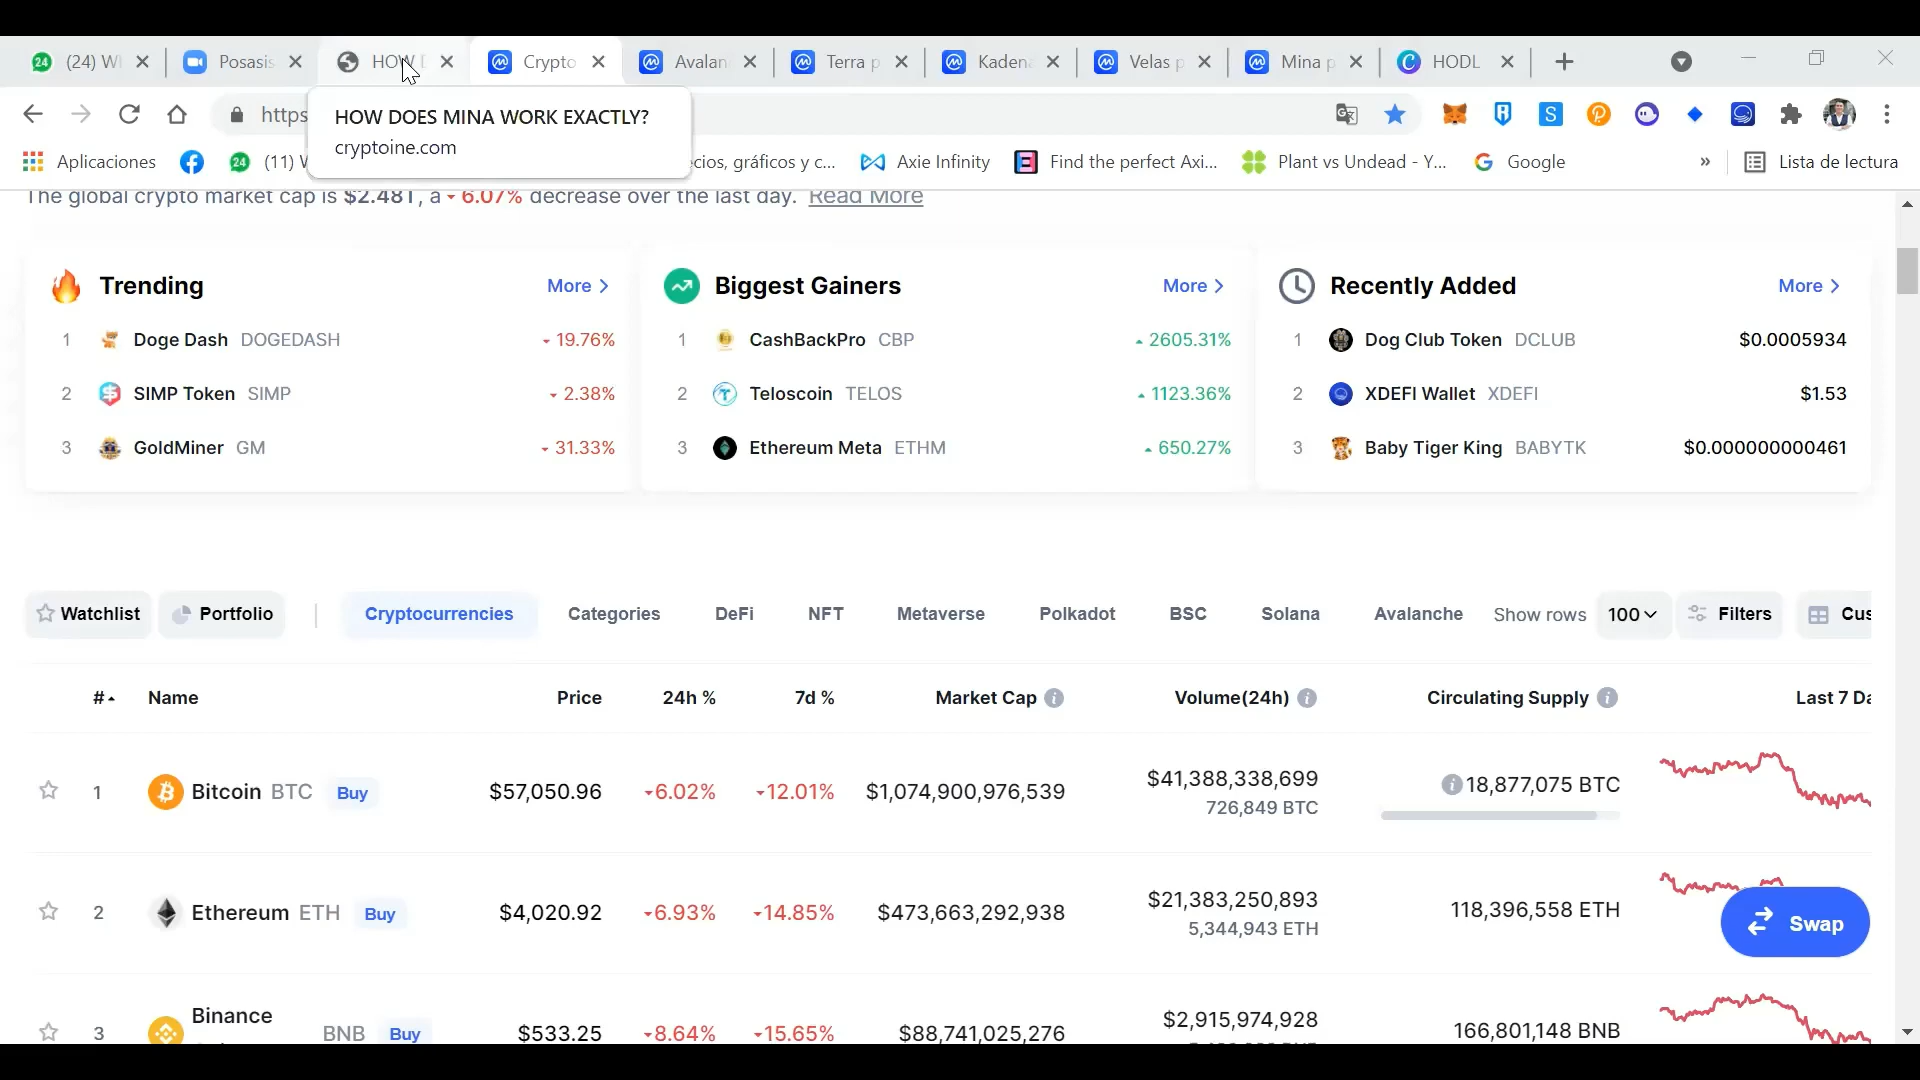 (24) W
Posasis
HOW D
Crypto
Avalan
Terra p
Kaden
Velas p
Mina p
HODL
https
HOW DOES MINA WORK EXACTLY?
cryptoine.com
Aplicaciones
24
(11) W
ecios, gráficos y c...
Axie Infinity
Find the perfect Axi...
Plant vs Undead - Y...
Google
»
Lista de lectura
The global crypto market cap is $2.48T, a 6.07% decrease over the last day. Read More
Trending
More >
1 Doge Dash DOGEDASH 19.76%
2 SIMP Token SIMP 2.38%
3 GoldMiner GM 31.33%
Biggest Gainers
More >
1 CashBackPro CBP 2605.31%
2 Teloscoin TELOS 1123.36%
3 Ethereum Meta ETHM 650.27%
Recently Added
More >
1 Dog Club Token DCLUB $0.0005934
2 XDEFI Wallet XDEFI $1.53
3 Baby Tiger King BABYTK $0.000000000461
Watchlist Portfolio Cryptocurrencies Categories DeFi NFT Metaverse Polkadot BSC Solana Avalanche Show rows 100 Filters Cus
# Name Price 24h % 7d % Market Cap Volume(24h) Circulating Supply Last 7 Da
1 Bitcoin BTC Buy $57,050.96 6.02% 12.01% $1,074,900,976,539 $41,388,338,699 18,877,075 BTC
726,849 BTC
2 Ethereum ETH Buy $4,020.92 6.93% 14.85% $473,663,292,938 $21,383,250,893 118,396,558 ETH
5,344,943 ETH
Swap
3 Binance BNB Buy $533.25 8.64% 15.65% $88,741,025,276 $2,915,974,928 166,801,148 BNB